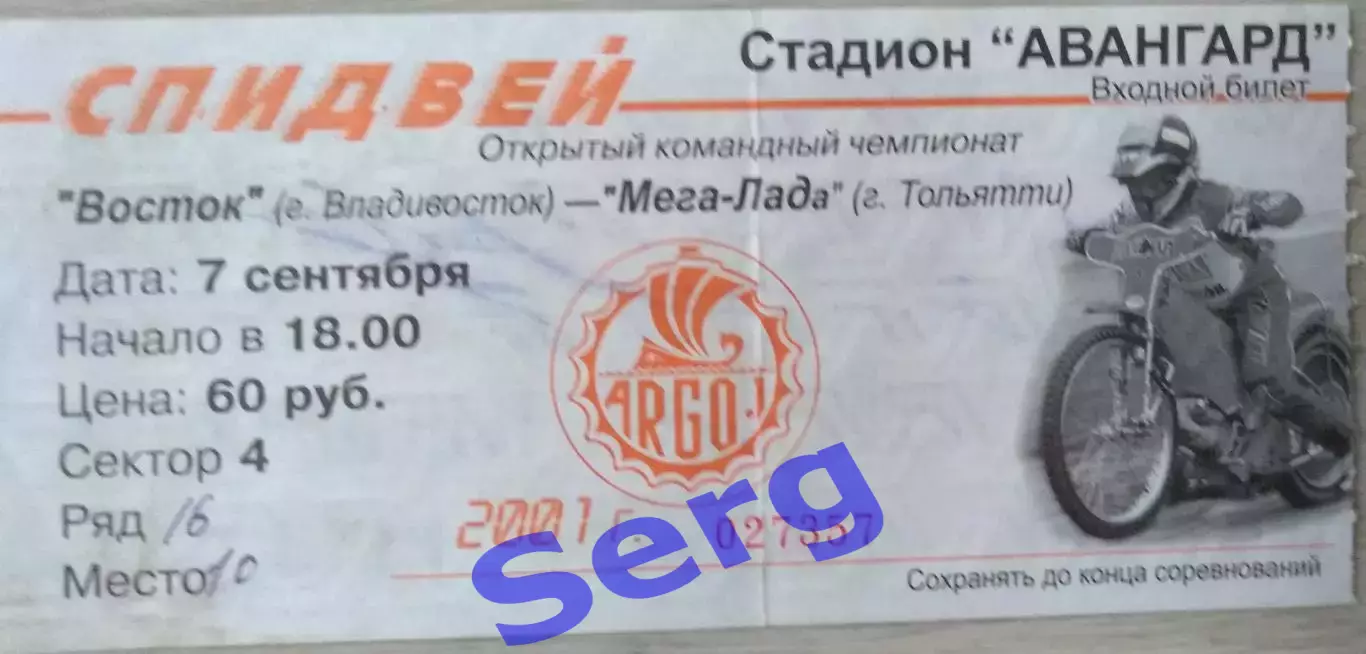 Стадион “АВАНГАРД”
СПИДВЕЙ
Входной билет
Открытый командный чемпионат
"Восток" (г. Владивосток) — "Мега-Лада" (г. Тольятти)
Дата: 7 сентября
Начало в 18.00
Цена: 60 руб.
Сектор 4
Ряд 16
Место 10
ARGO
2001 г.
027357
Serg
Сохранять до конца соревнований